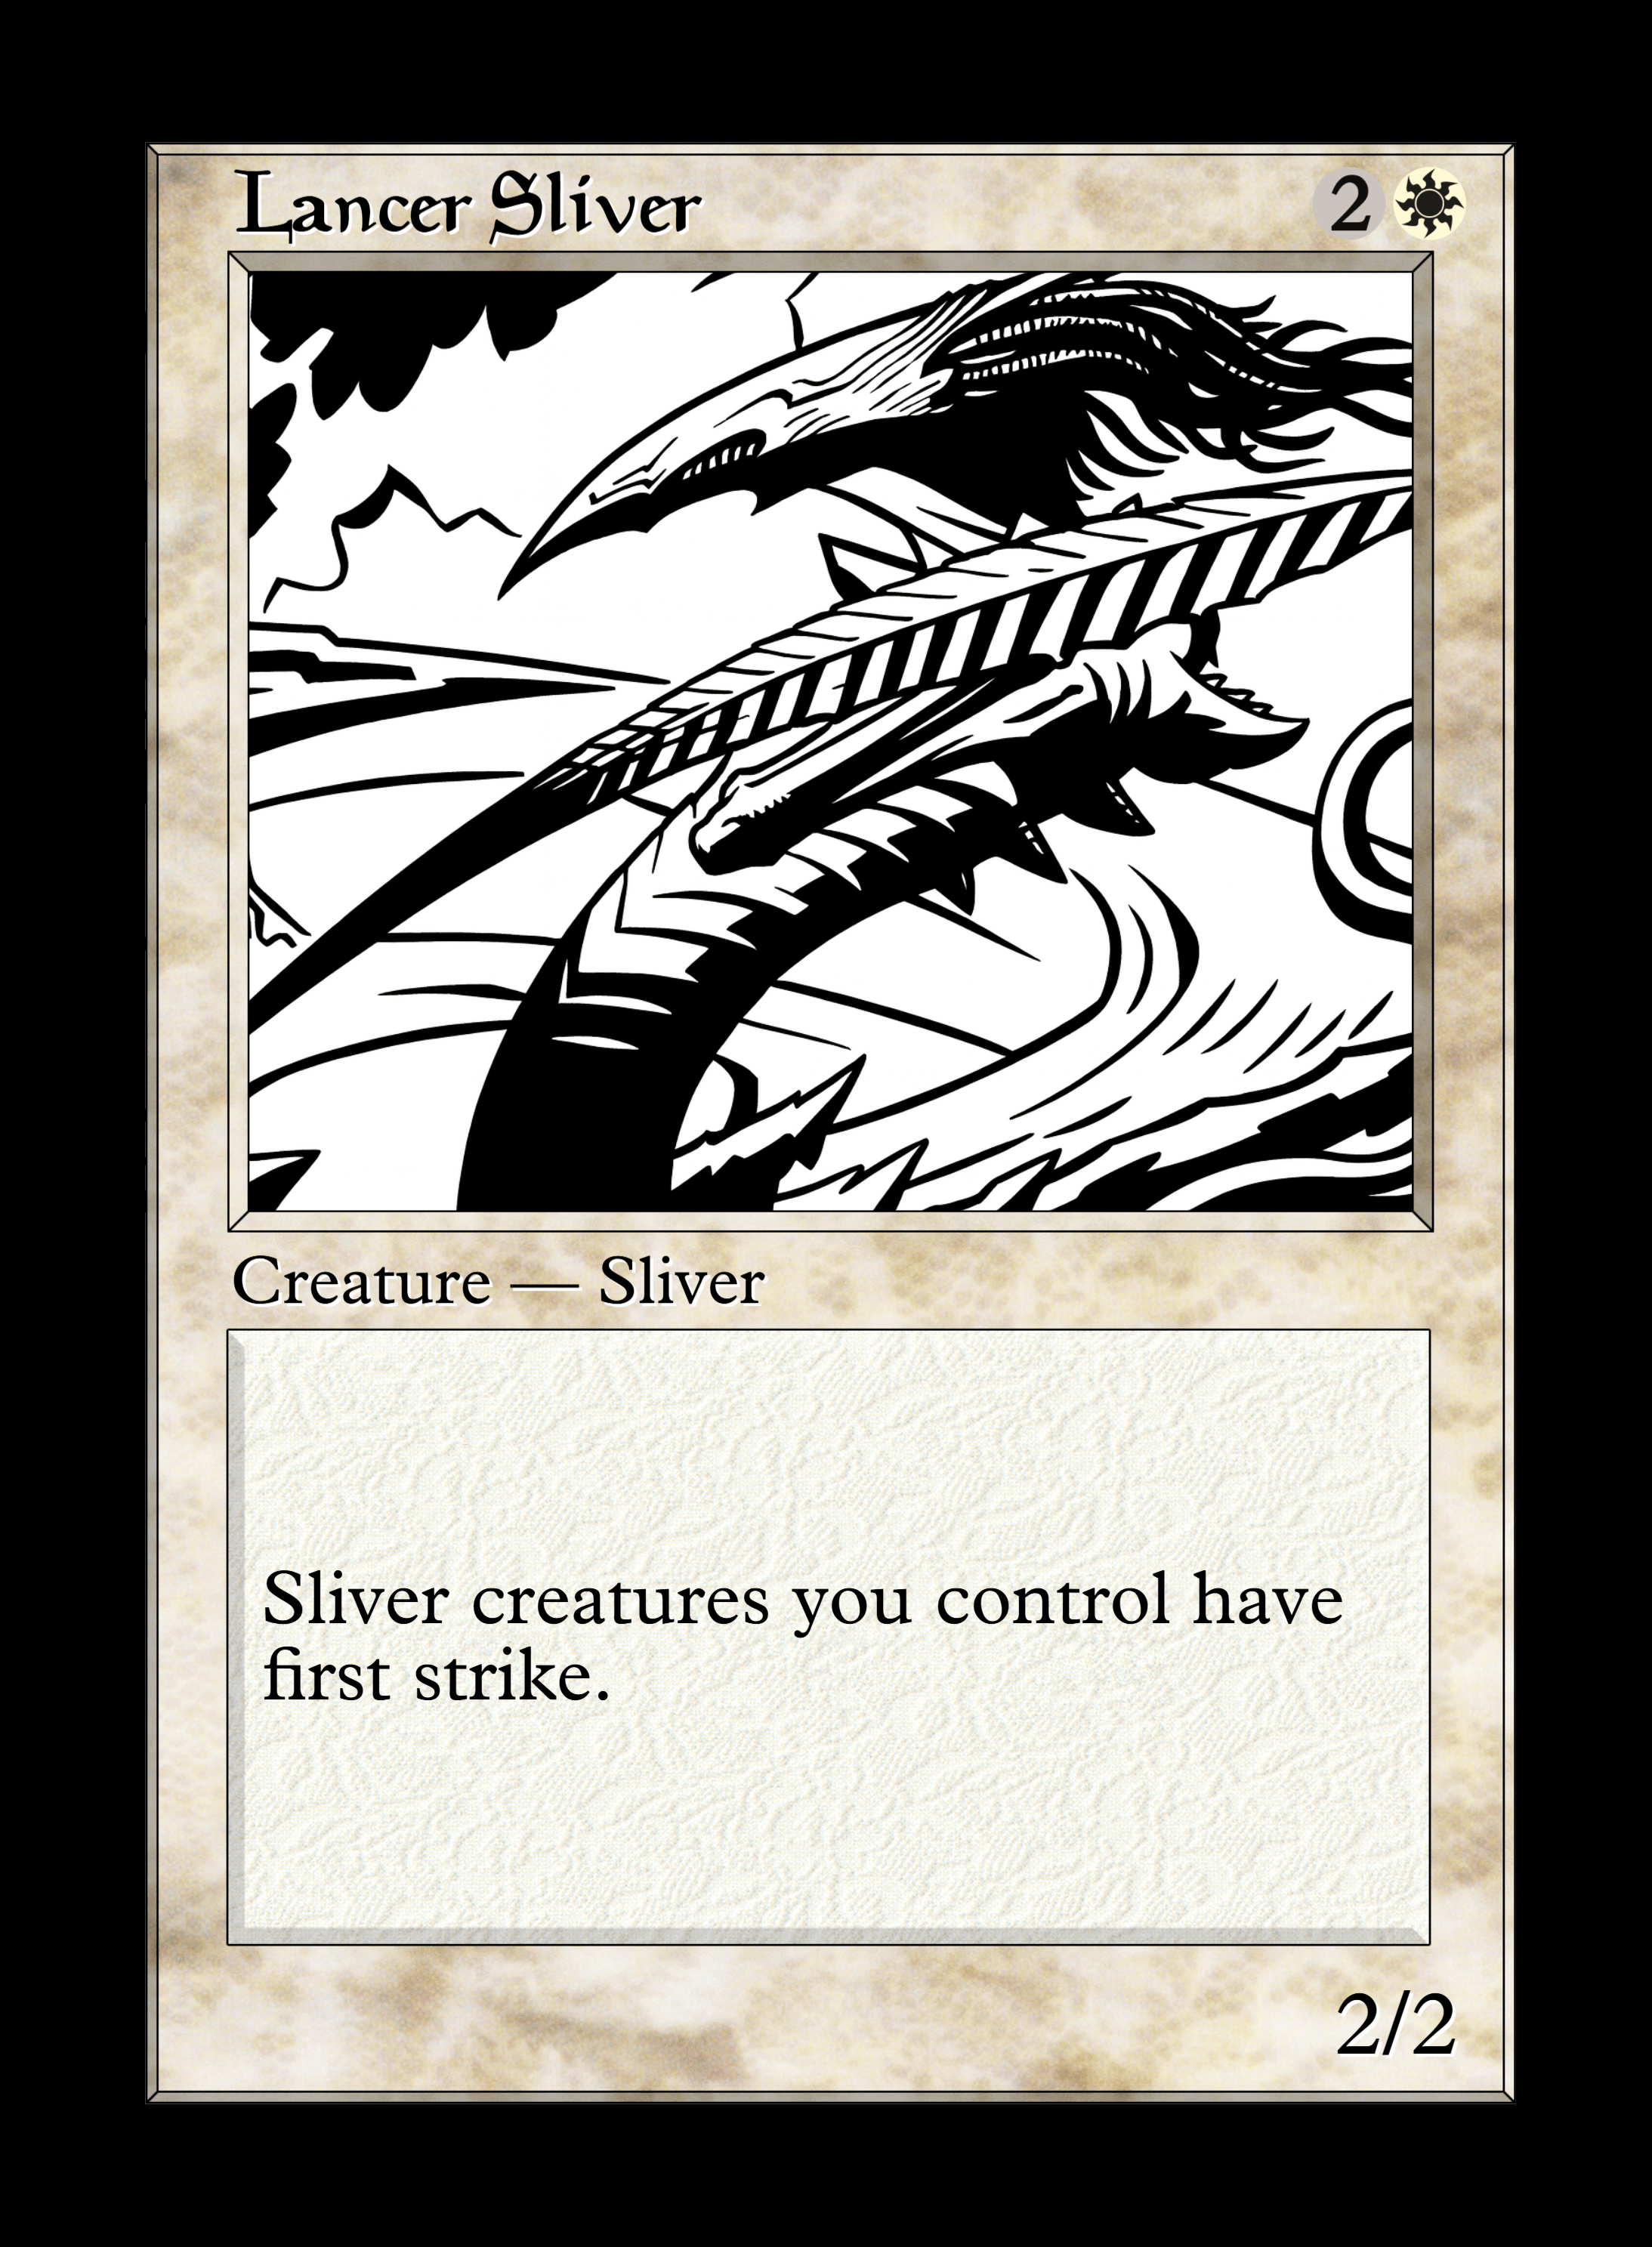 Lancer Sliver 2
Creature — Sliver
Sliver creatures you control have
first strike.
2/2